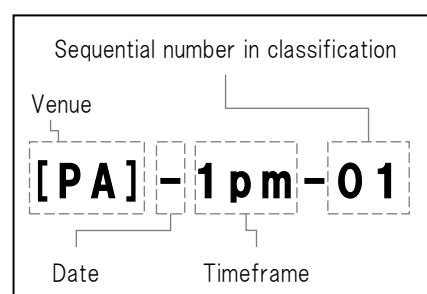 Sequential number in classification
Venue
[PA]-1pm-01
Date Timeframe